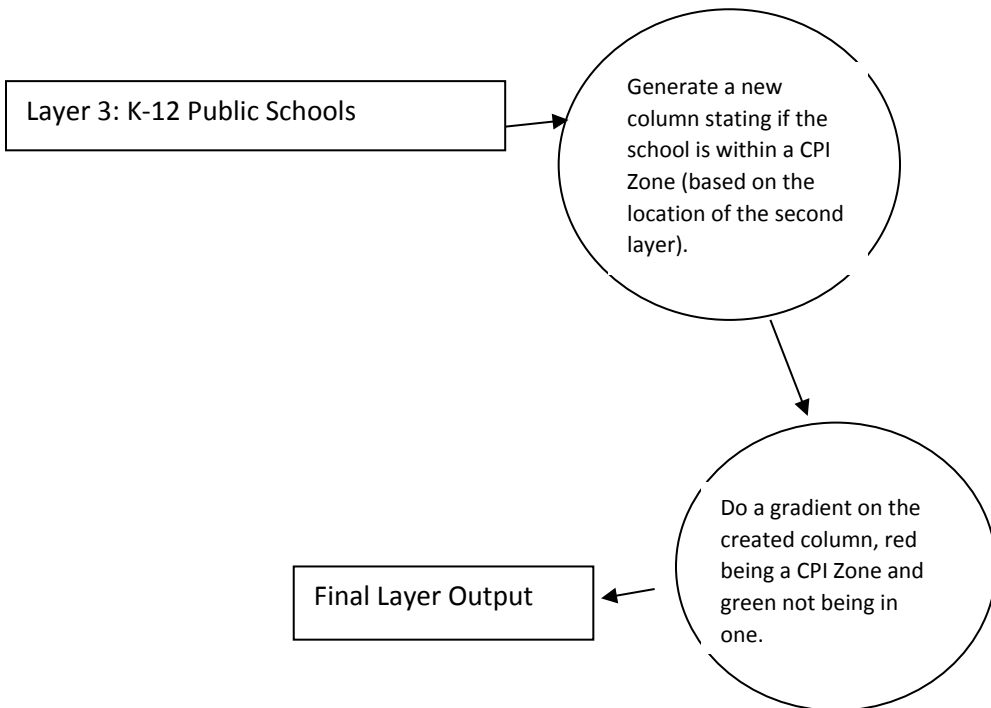 Layer 3: K-12 Public Schools
Generate a new
column stating if the
school is within a CPI
Zone (based on the
location of the second
layer).
Do a gradient on the
created column, red
being a CPI Zone and
green not being in
one.
Final Layer Output